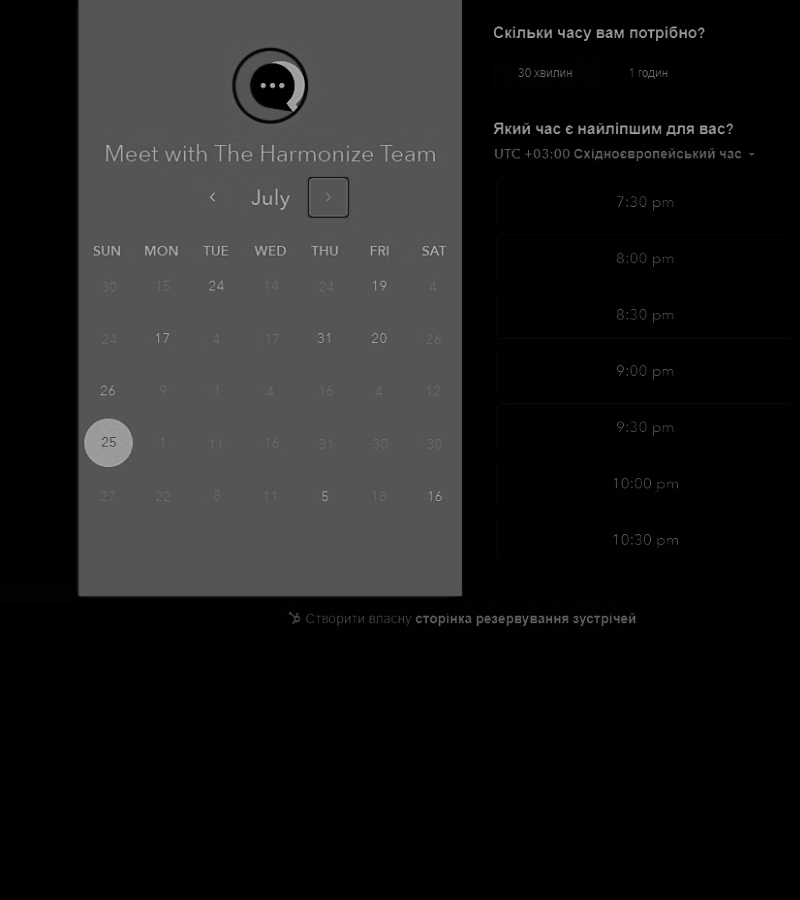 Meet with The Harmonize Team
July
SUN MON TUE WED THU FRI SAT
30 15 24 14 24 19 4
24 17 4 17 31 20 26
26 9 1 4 16 4 12
25 1 11 16 31 30 30
27 22 8 11 5 18 16
Скільки часу вам потрібно?
30 хвилин 1 годин
Який час є найліпшим для вас?
UTC +03:00 Східноєвропейський час
7:30 pm
8:00 pm
8:30 pm
9:00 pm
9:30 pm
10:00 pm
10:30 pm
Створити власну сторінка резервування зустрічей